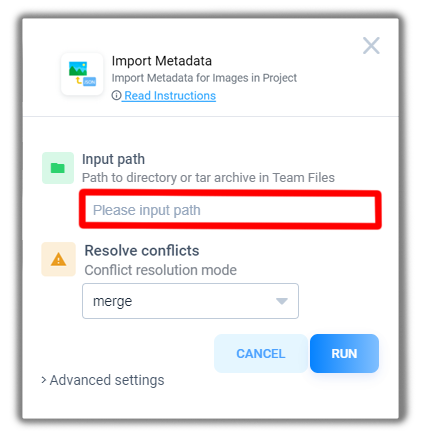 Import Metadata
Import Metadata for Images in Project
Read Instructions
Input path
Path to directory or tar archive in Team Files
Please input path
Resolve conflicts
Conflict resolution mode
merge
CANCEL RUN
> Advanced settings